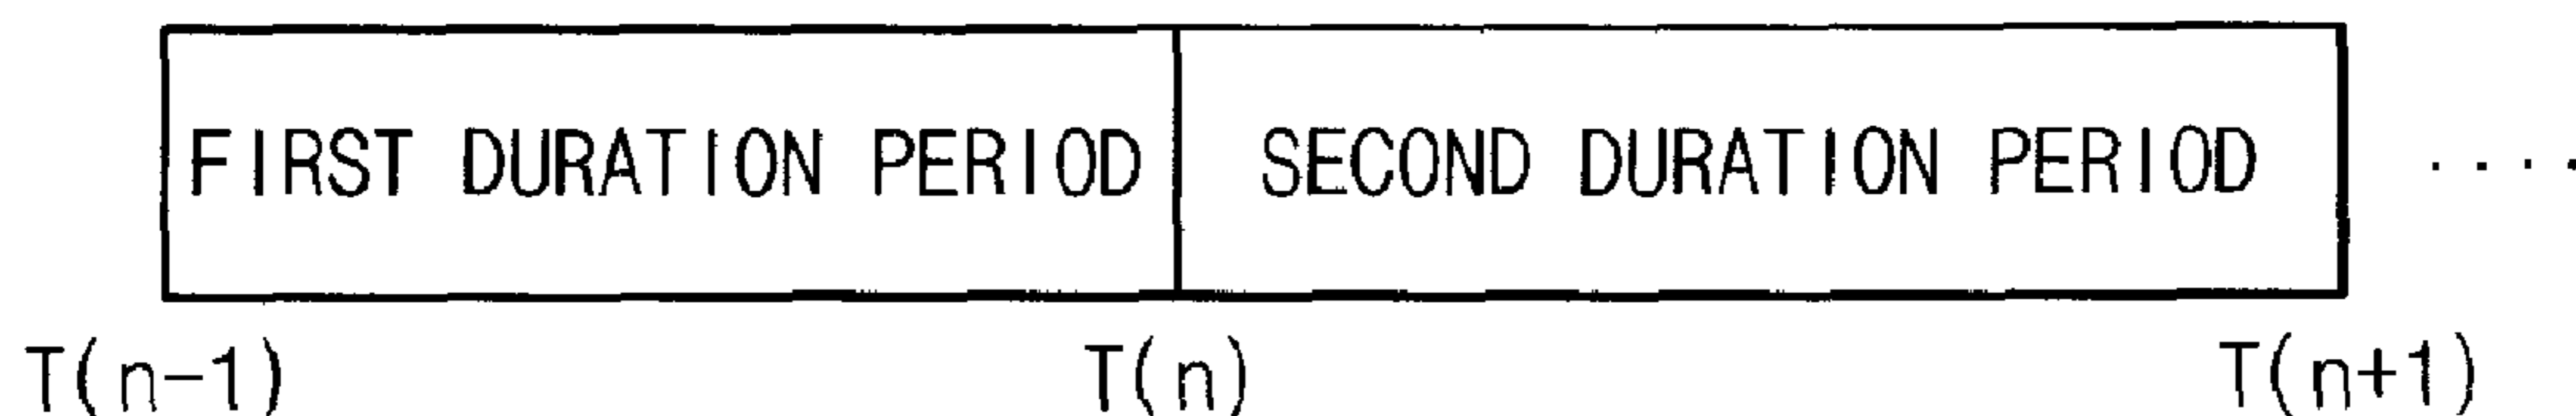 FIRST DURATION PERIOD SECOND DURATION PERIOD ....
T(n-1) T(n) T(n+1)